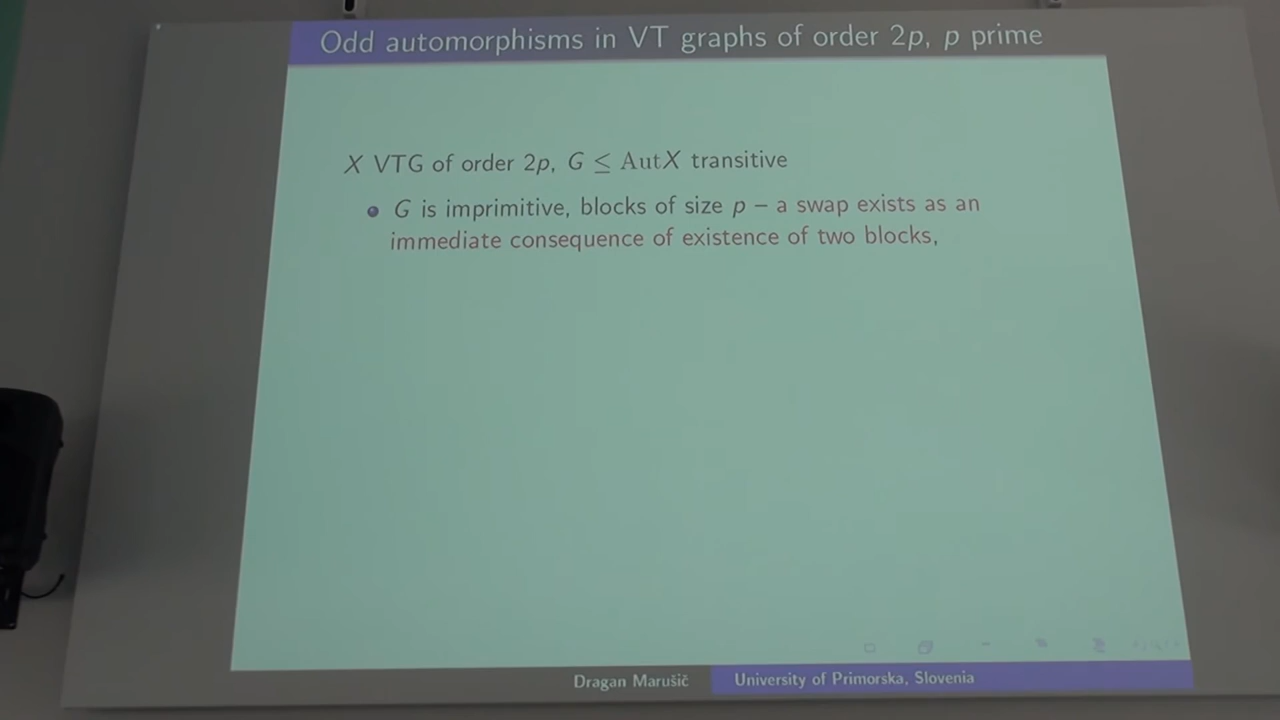 Odd automorphisms in VT graphs of order 2p, p prime
X VTG of order 2p, G ≤ AutX transitive
G is imprimitive, blocks of size p – a swap exists as an
immediate consequence of existence of two blocks,
Dragan Marušič
University of Primorska, Slovenia